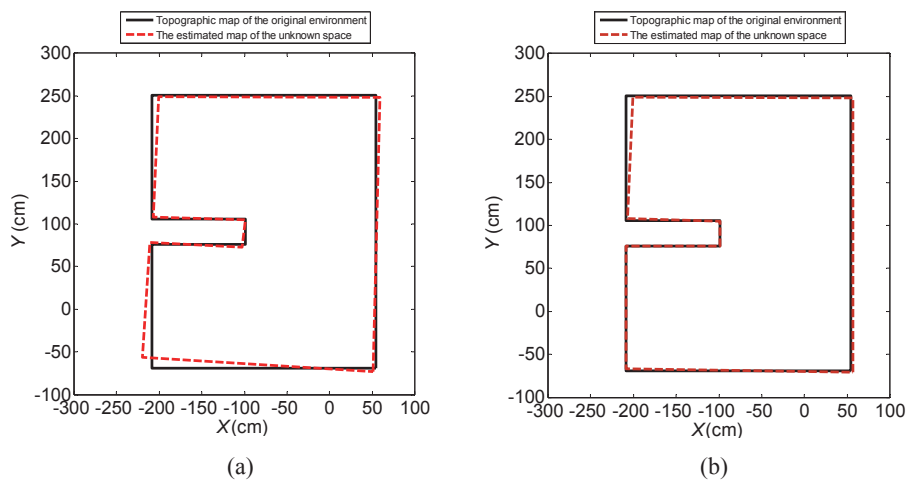 Topographic map of the original environment
The estimated map of the unknown space
300
250
200
150
100
50
0
-50
-100
Y (cm)
-300 -250 -200 -150 -100 -50 0 50 100
X (cm)
(a)
Topographic map of the original environment
The estimated map of the unknown space
300
250
200
150
100
50
0
-50
-100
Y (cm)
-300 -250 -200 -150 -100 -50 0 50 100
X (cm)
(b)